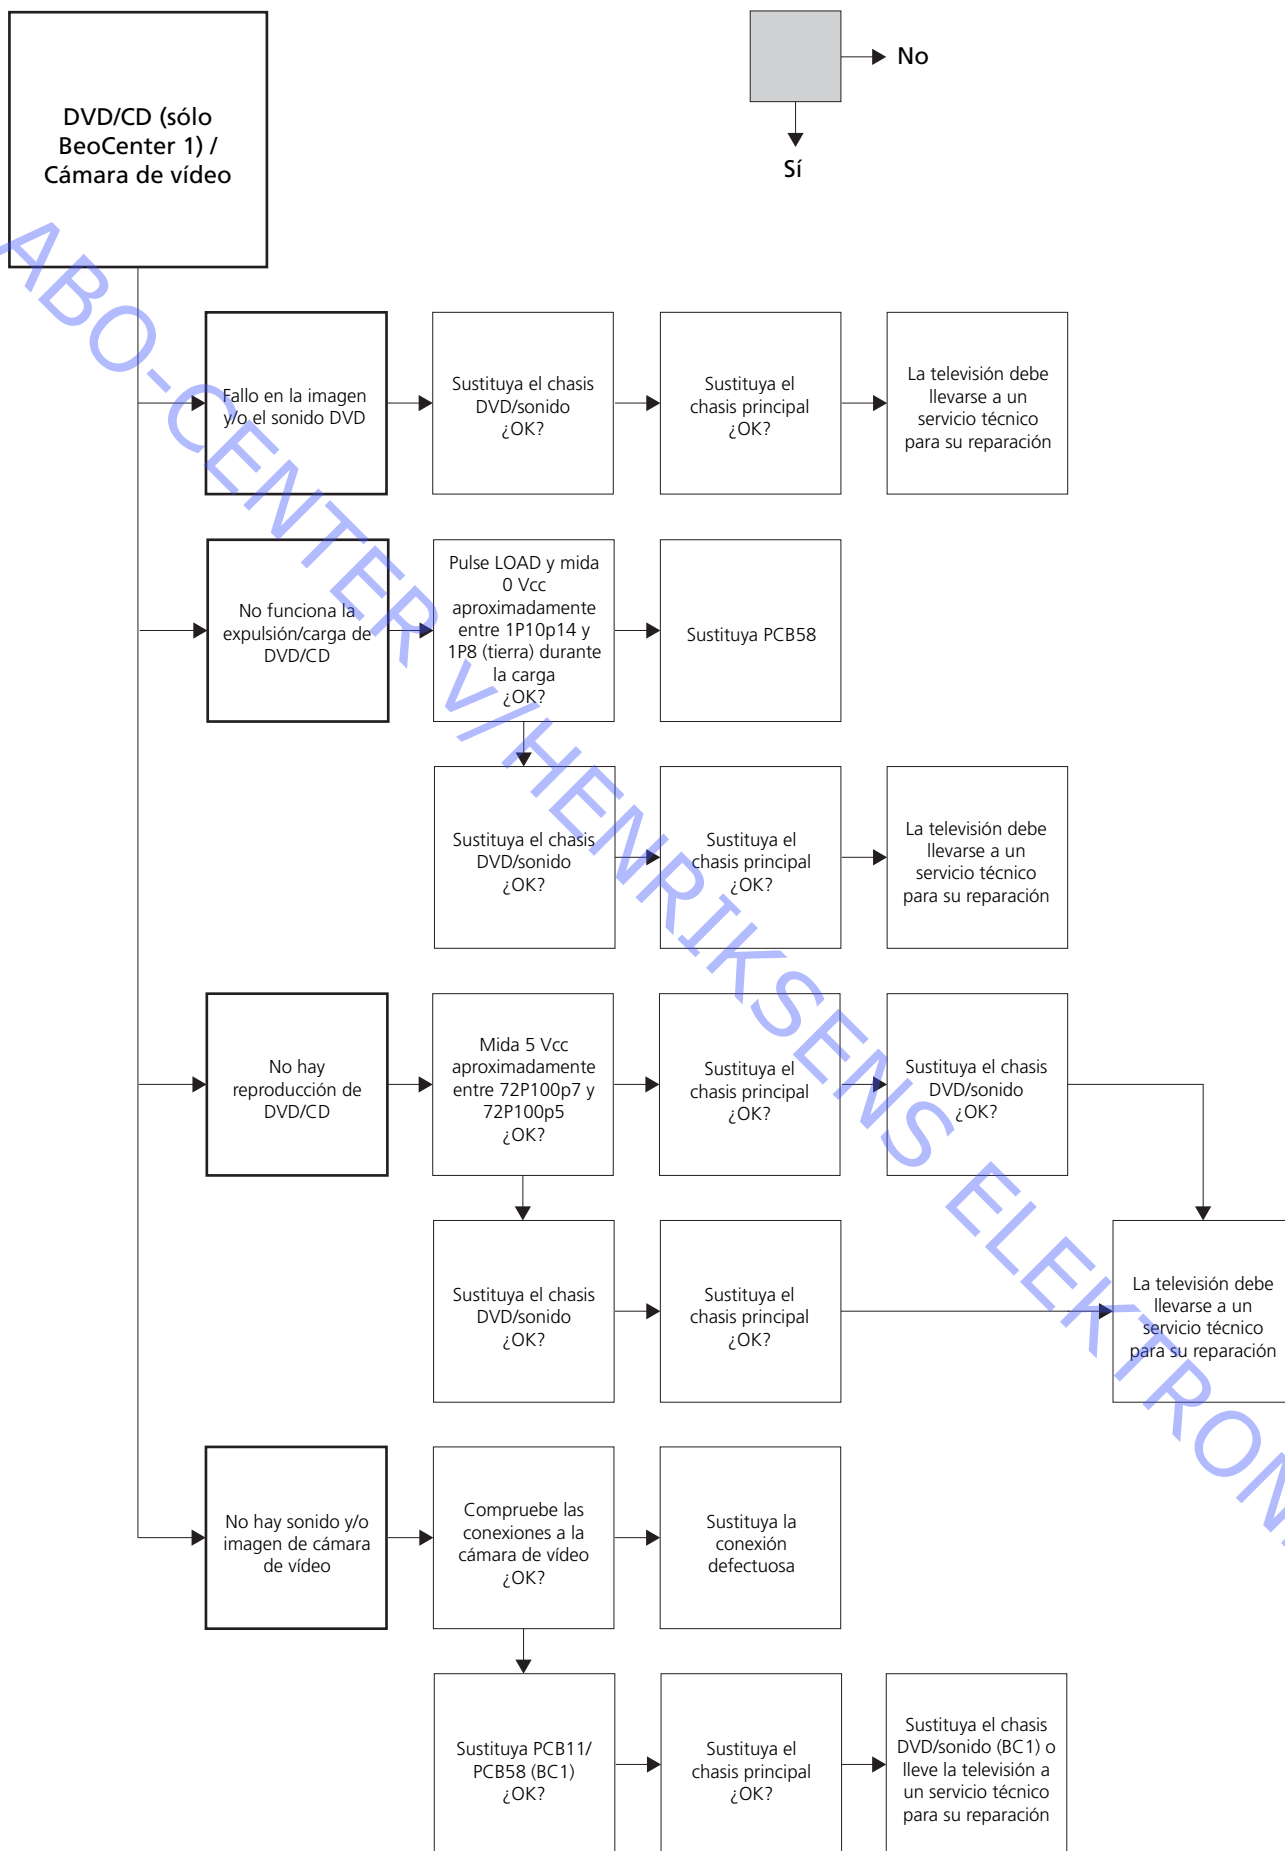 DVD/CD (sólo
BeoCenter 1) /
Cámara de vídeo
No
Sí
Fallo en la imagen
y/o el sonido DVD
Sustituya el chasis
DVD/sonido
¿OK?
Sustituya el
chasis principal
¿OK?
La televisión debe
llevarse a un
servicio técnico
para su reparación
No funciona la
expulsión/carga de
DVD/CD
Pulse LOAD y mida
0 Vcc
aproximadamente
entre 1P10p14 y
1P8 (tierra) durante
la carga
¿OK?
Sustituya PCB58
Sustituya el chasis
DVD/sonido
¿OK?
Sustituya el
chasis principal
¿OK?
La televisión debe
llevarse a un
servicio técnico
para su reparación
No hay
reproducción de
DVD/CD
Mida 5 Vcc
aproximadamente
entre 72P100p7 y
72P100p5
¿OK?
Sustituya el
chasis principal
¿OK?
Sustituya el chasis
DVD/sonido
¿OK?
Sustituya el chasis
DVD/sonido
¿OK?
Sustituya el
chasis principal
¿OK?
La televisión debe
llevarse a un
servicio técnico
para su reparación
No hay sonido y/o
imagen de cámara
de vídeo
Compruebe las
conexiones a la
cámara de vídeo
¿OK?
Sustituya la
conexión
defectuosa
Sustituya PCB11/
PCB58 (BC1)
¿OK?
Sustituya el
chasis principal
¿OK?
Sustituya el chasis
DVD/sonido (BC1) o
lleve la televisión a
un servicio técnico
para su reparación
ABO-CENTER v/HENRIKSENS ELEKTRON